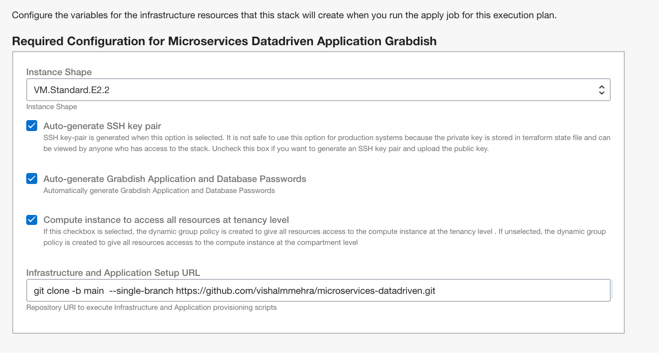 Configure the variables for the infrastructure resources that this stack will create when you run the apply job for this execution plan.
Required Configuration for Microservices Datadriven Application Grabdish
Instance Shape
VM.Standard.E2.2
Instance Shape
Auto-generate SSH key pair
SSH key-pair is generated when this option is selected. It is not safe to use this option for production systems because the private key is stored in terraform state file and can
be viewed by anyone who has access to the stack. Uncheck this box if you want to generate an SSH key pair and upload the public key.
Auto-generate Grabdish Application and Database Passwords
Automatically generate Grabdish Application and Database Passwords
Compute instance to access all resources at tenancy level
If this checkbox is selected, the dynamic group policy is created to give all resources access to the compute instance at the tenancy level . If unselected, the dynamic group
policy is created to give all resources accesss to the compute instance at the compartment level
Infrastructure and Application Setup URL
git clone -b main  --single-branch https://github.com/vishalmmehra/microservices-datadriven.git
Repository URI to execute Infrastructure and Application provisioning scripts